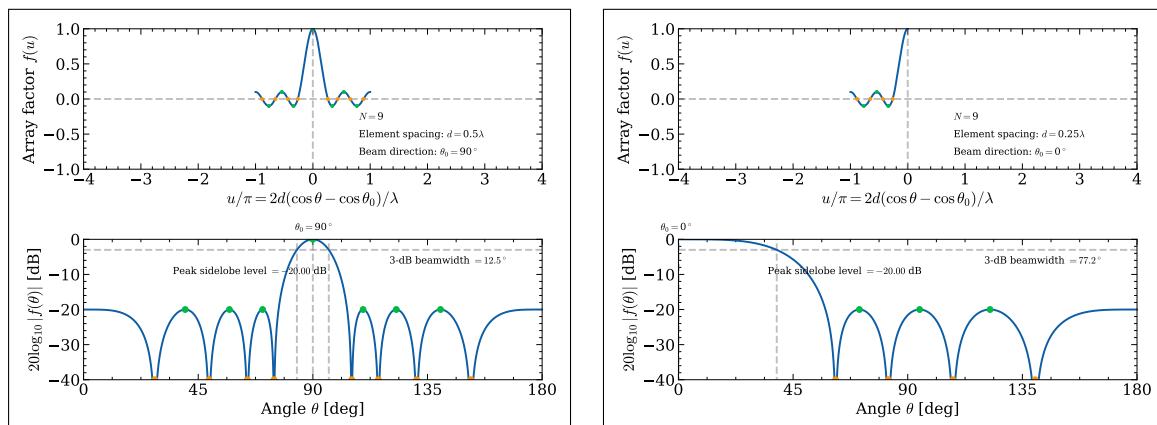 Array factor f(u)
1.0
0.5
0.0
−0.5
−1.0
N = 9
Element spacing: d = 0.5λ
Beam direction: θ₀ = 90°
−4 −3 −2 −1 0 1 2 3 4
u/π = 2d(cos θ − cos θ₀)/λ
θ₀ = 90°
20log₁₀ |f(θ)| [dB]
0
−10
−20
−30
−40
3-dB beamwidth = 12.5°
Peak sidelobe level = −20.00 dB
0 45 90 135 180
Angle θ [deg]
Array factor f(u)
1.0
0.5
0.0
−0.5
−1.0
N = 9
Element spacing: d = 0.25λ
Beam direction: θ₀ = 0°
−4 −3 −2 −1 0 1 2 3 4
u/π = 2d(cos θ − cos θ₀)/λ
θ₀ = 0°
20log₁₀ |f(θ)| [dB]
0
−10
−20
−30
−40
3-dB beamwidth = 77.2°
Peak sidelobe level = −20.00 dB
0 45 90 135 180
Angle θ [deg]